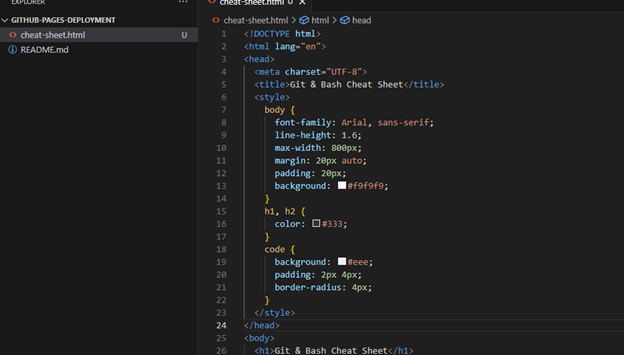 EXPLORER
GITHUB-PAGES-DEPLOYMENT
cheat-sheet.html U
README.md
cheat-sheet.html U
cheat-sheet.html > html > head
1 <!DOCTYPE html>
2 <html lang="en">
3 <head>
4 <meta charset="UTF-8">
5 <title>Git & Bash Cheat Sheet</title>
6 <style>
7 body {
8 font-family: Arial, sans-serif;
9 line-height: 1.6;
10 max-width: 800px;
11 margin: 20px auto;
12 padding: 20px;
13 background: #f9f9f9;
14 }
15 h1, h2 {
16 color: #333;
17 }
18 code {
19 background: #eee;
20 padding: 2px 4px;
21 border-radius: 4px;
22 }
23 </style>
24 </head>
25 <body>
26 <h1>Git & Bash Cheat Sheet</h1>